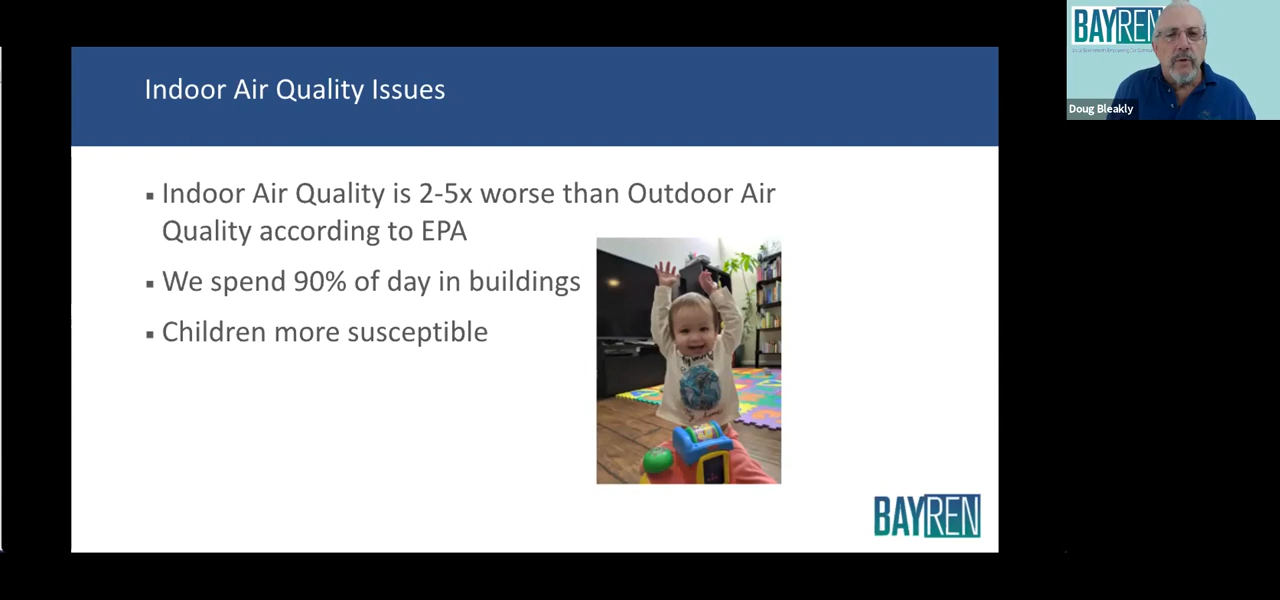 Indoor Air Quality Issues
Indoor Air Quality is 2-5x worse than Outdoor Air
Quality according to EPA
We spend 90% of day in buildings
Children more susceptible
BAYREN
BAYREN
Doug Bleakly